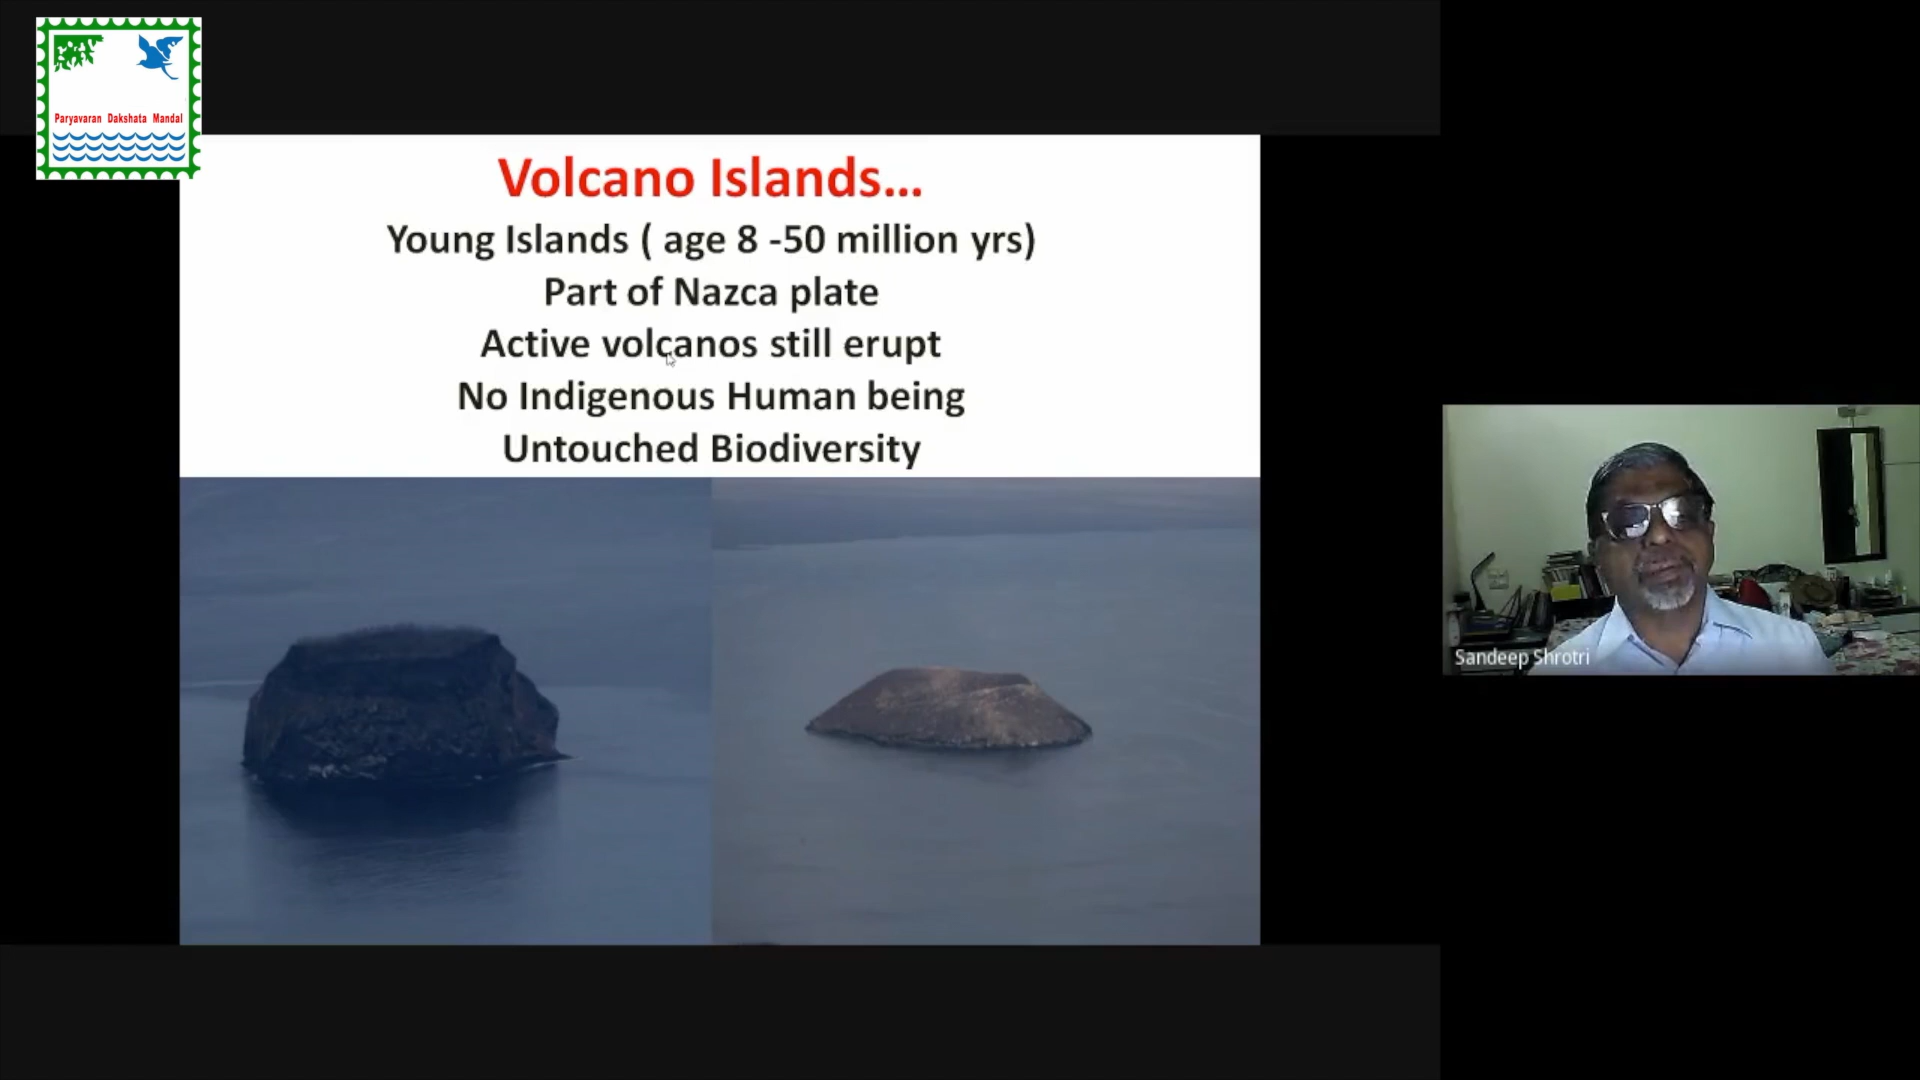 Paryavaran Dakshata Mandal
Volcano Islands...
Young Islands ( age 8 -50 million yrs)
Part of Nazca plate
Active volcanos still erupt
No Indigenous Human being
Untouched Biodiversity
Sandeep Shrotri